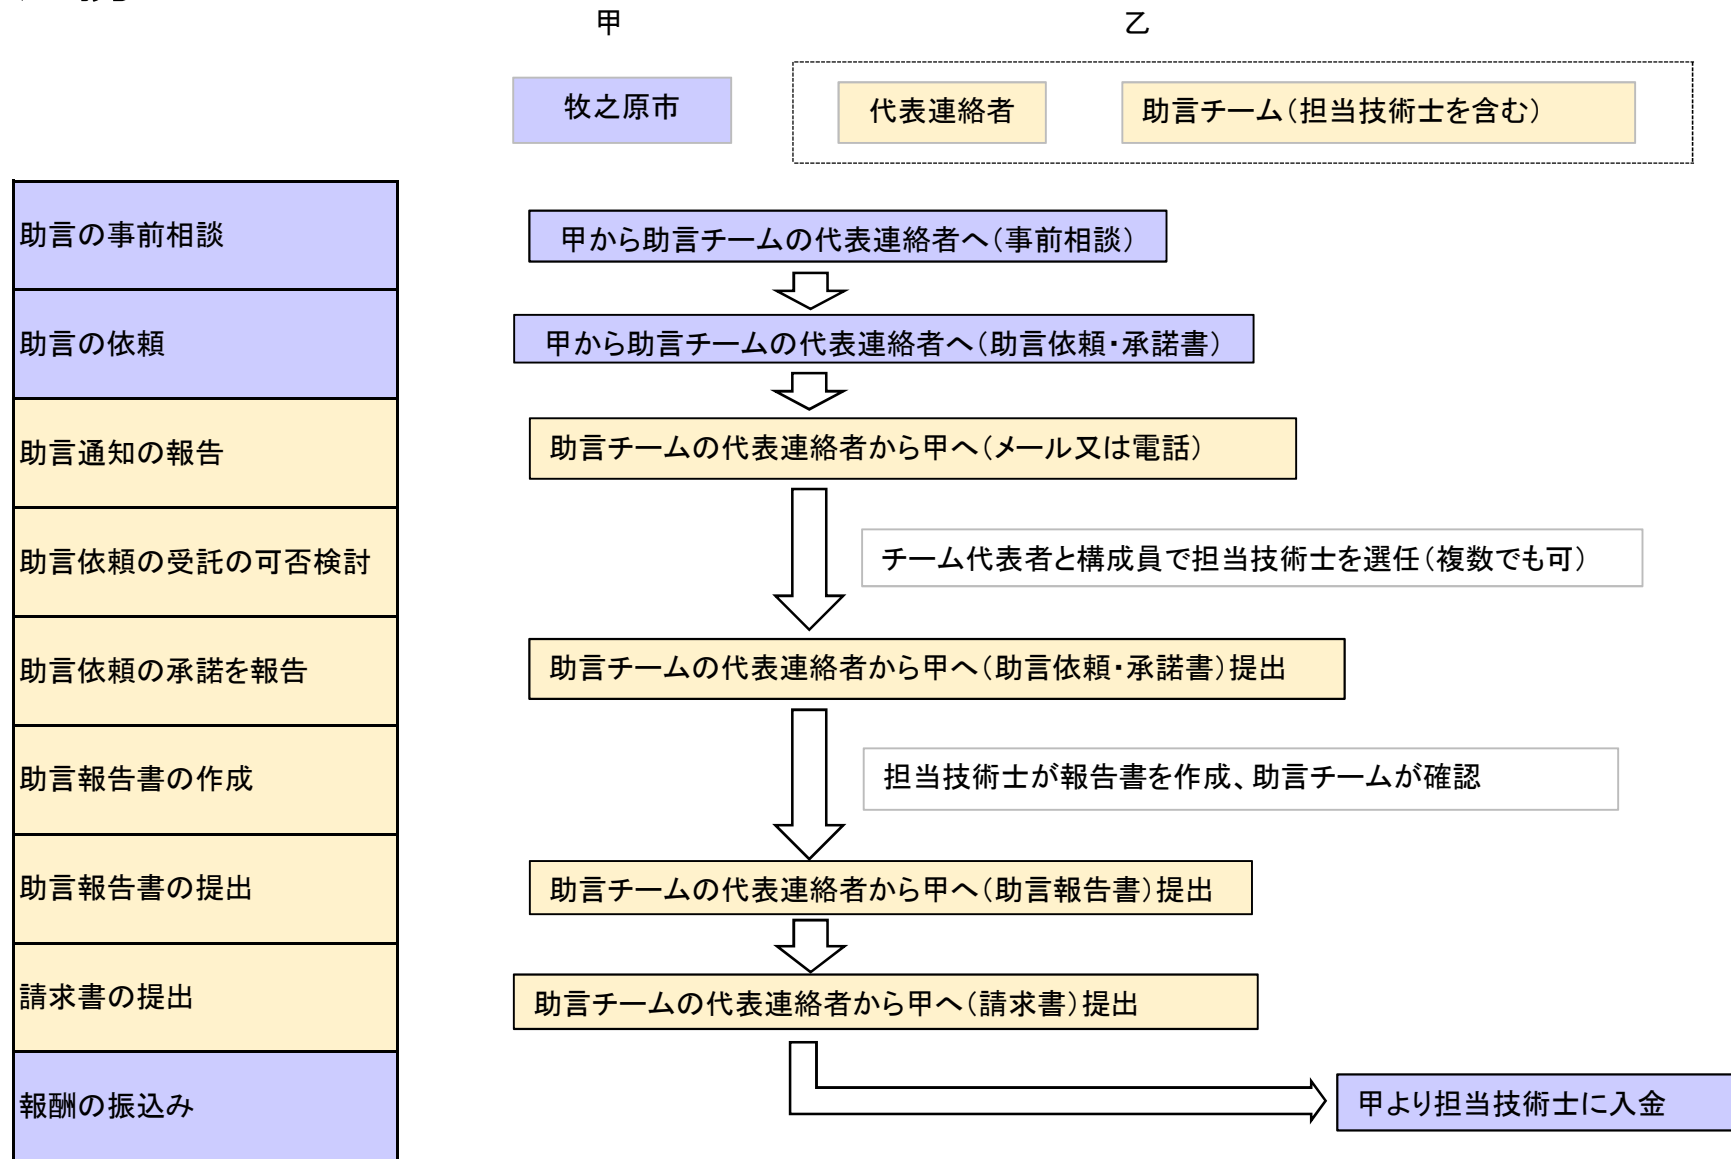 甲
乙
牧之原市
代表連絡者
助言チーム（担当技術士を含む）
助言の事前相談
甲から助言チームの代表連絡者へ（事前相談）
助言の依頼
甲から助言チームの代表連絡者へ（助言依頼・承諾書）
助言通知の報告
助言チームの代表連絡者から甲へ（メール又は電話）
助言依頼の受託の可否検討
チーム代表者と構成員で担当技術士を選任（複数でも可）
助言依頼の承諾を報告
助言チームの代表連絡者から甲へ（助言依頼・承諾書）提出
助言報告書の作成
担当技術士が報告書を作成、助言チームが確認
助言報告書の提出
助言チームの代表連絡者から甲へ（助言報告書）提出
請求書の提出
助言チームの代表連絡者から甲へ（請求書）提出
報酬の振込み
甲より担当技術士に入金